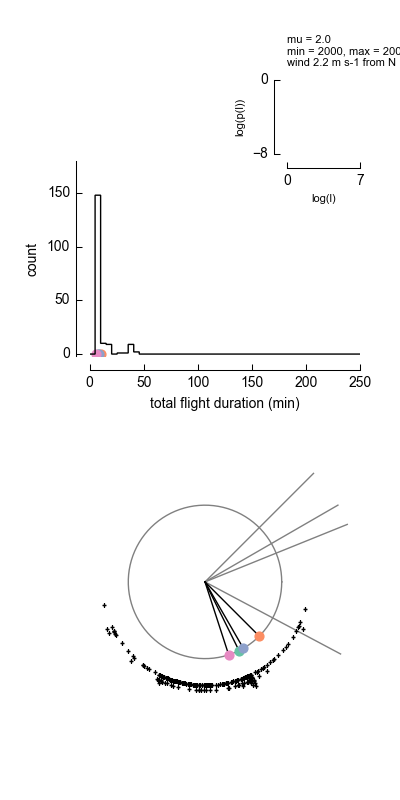 mu = 2.0
min = 2000, max = 200
wind 2.2 m s-1 from N
0
log(p(l))
−8
0
7
log(l)
150
count
100
50
0
0
50
100
150
200
250
total flight duration (min)